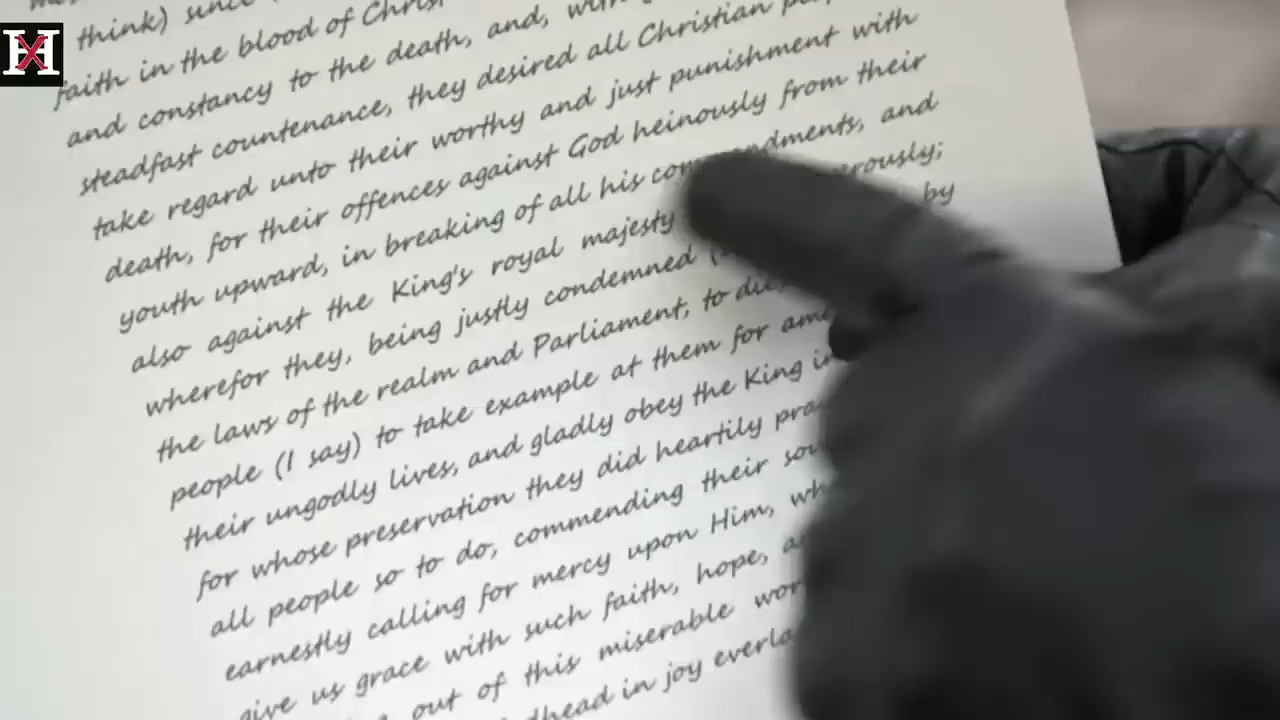 HX
think) since
faith in the blood of Christ
and constancy to the death, and, with
steadfast countenance, they desired all Christian
take regard unto their worthy and just punishment with
death, for their offences against God heinously from their
youth upward, in breaking of all his commandments, and
also against the King's royal majesty
wherefor they, being justly condemned by
the laws of the realm and Parliament, to die,
people (I say) to take example at them for
their ungodly lives, and gladly obey the King in
for whose preservation they did heartily
all people so to do, commending their
earnestly calling for mercy upon Him,
give us grace with such faith, hope,
out of this miserable
in joy